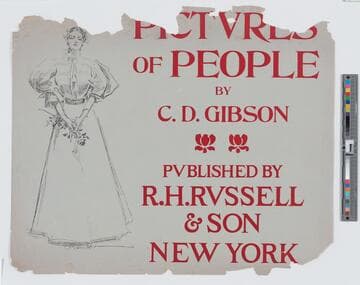 PICTVRES
OF PEOPLE
BY
C. D. GIBSON
PVBLISHED BY
R.H.RVSSELL
& SON
NEW YORK